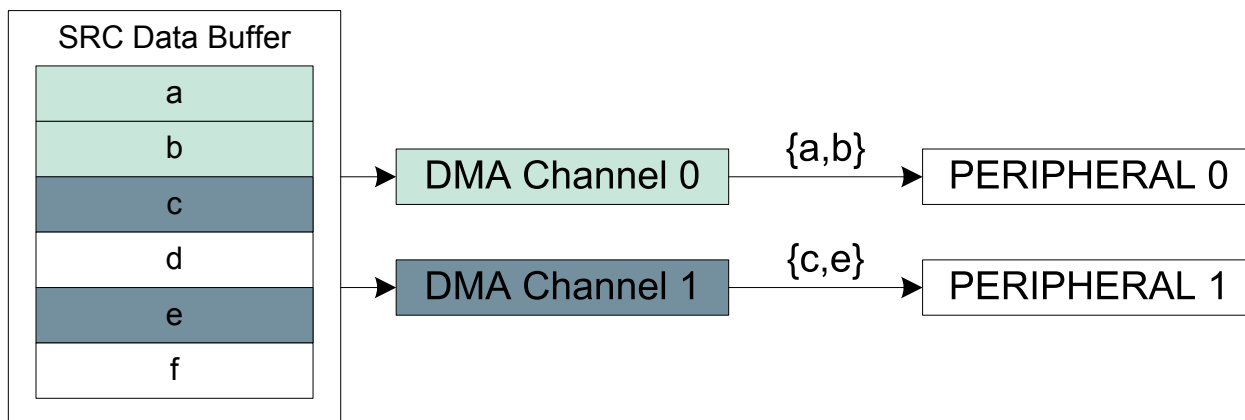 SRC Data Buffer
a
b
c
d
e
f
DMA Channel 0
{a,b}
PERIPHERAL 0
DMA Channel 1
{c,e}
PERIPHERAL 1